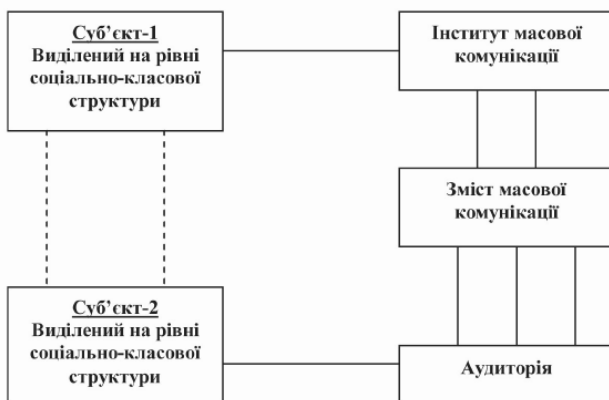 Суб’єкт-1
Виділений на рівні
соціально-класової
структури
Інститут масової
комунікації
Зміст масової
комунікації
Суб’єкт-2
Виділений на рівні
соціально-класової
структури
Аудиторія